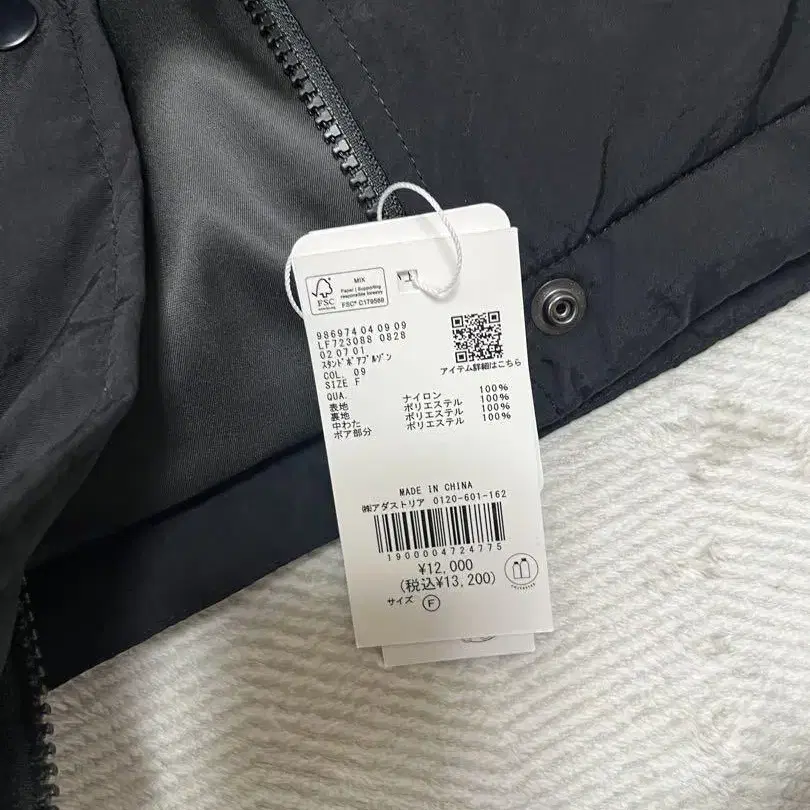 MIX
Paper | Supporting
responsible forestry
FSC® C179588
FSC
986974 04 09 09
LF723088 0828
02 07 01
スタンドボアブルゾン
COL. 09
SIZE F
QUA.
表地 ナイロン 100%
裏地 ポリエステル 100%
中わた ポリエステル 100%
ボア部分 ポリエステル 100%
アイテム詳細はこちら
MADE IN CHINA
㈱アダストリア 0120-601-162
1900004724775
¥12,000
(税込¥13,200)
サイズ F